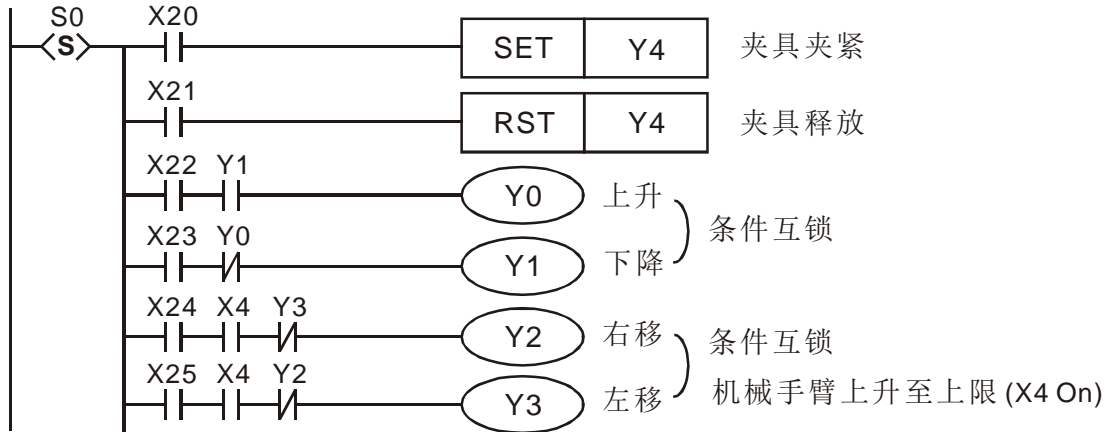 S0 X20
S SET Y4 夹具夹紧
X21
RST Y4 夹具释放
X22 Y1
Y0 上升
条件互锁
X23 Y0
Y1 下降
X24 X4 Y3
Y2 右移
条件互锁
X25 X4 Y2
机械手臂上升至上限 (X4 On)
Y3 左移